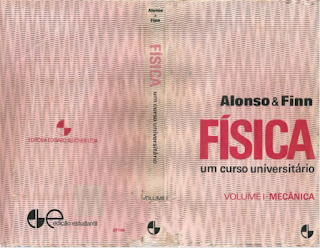 EDITORA EDGARD BLÜCHER LTDA.
edição estudantil
Alonso
&
Finn
FÍSICA
um curso universitário
VOLUME I
Alonso & Finn
FÍSICA
um curso universitário
VOLUME I - MECÂNICA